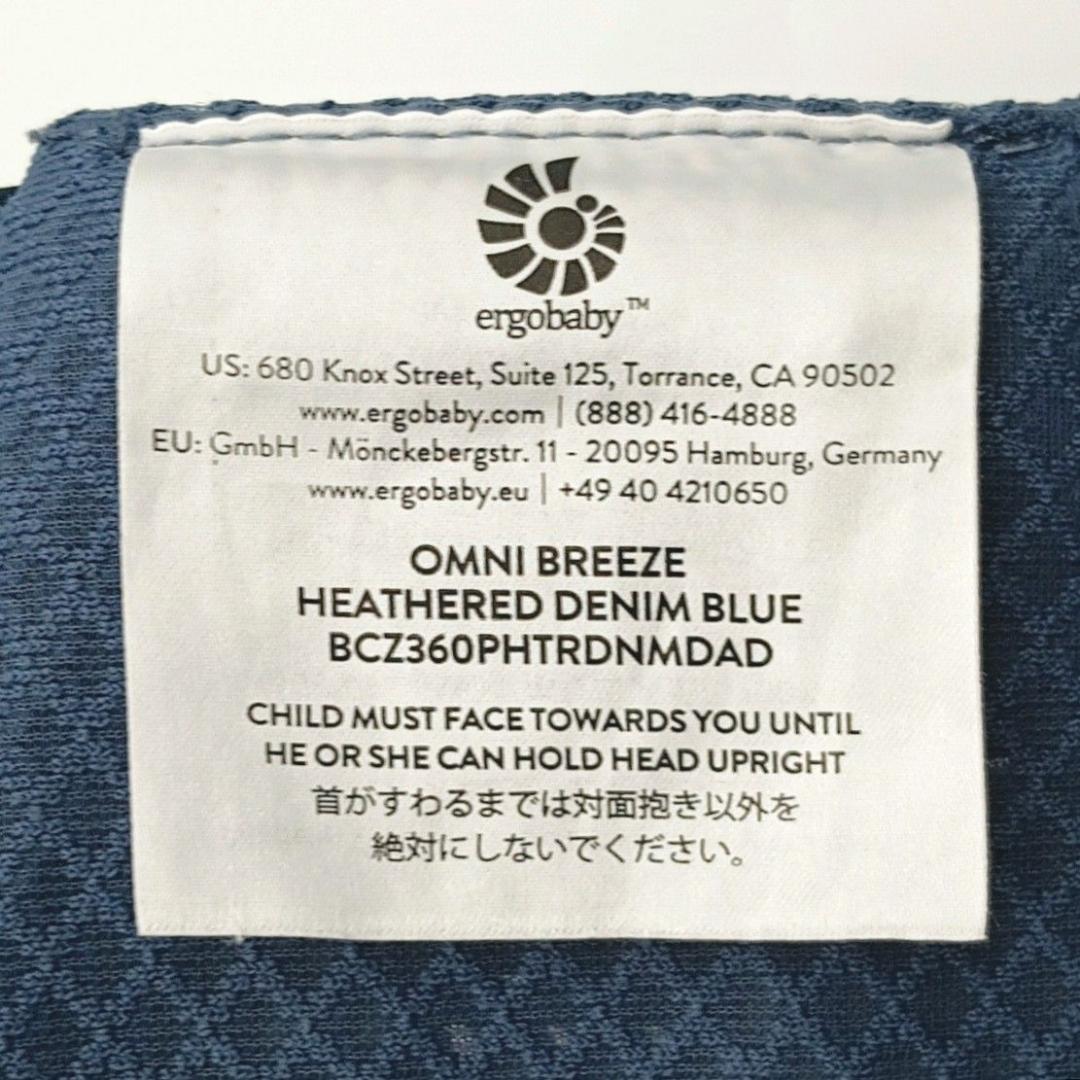 ergobaby™
US: 680 Knox Street, Suite 125, Torrance, CA 90502
www.ergobaby.com | (888) 416-4888
EU: GmbH - Mönckebergstr. 11 - 20095 Hamburg, Germany
www.ergobaby.eu | +49 40 4210650
OMNI BREEZE
HEATHERED DENIM BLUE
BCZ360PHTRDNMDAD
CHILD MUST FACE TOWARDS YOU UNTIL
HE OR SHE CAN HOLD HEAD UPRIGHT
首がすわるまでは対面抱き以外を
絶対にしないでください。